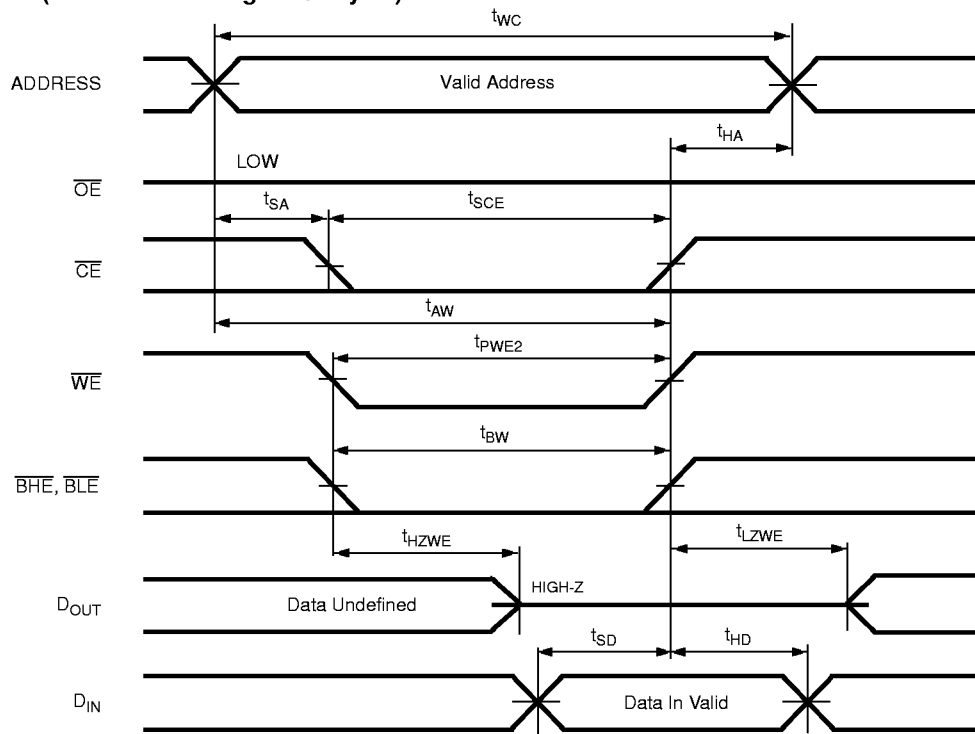 tWC
ADDRESS
Valid Address
tHA
LOW
OE
tSA
tSCE
CE
tAW
tPWE2
WE
tBW
BHE, BLE
tHZWE
tLZWE
DOUT
Data Undefined
HIGH-Z
tSD
tHD
DIN
Data In Valid